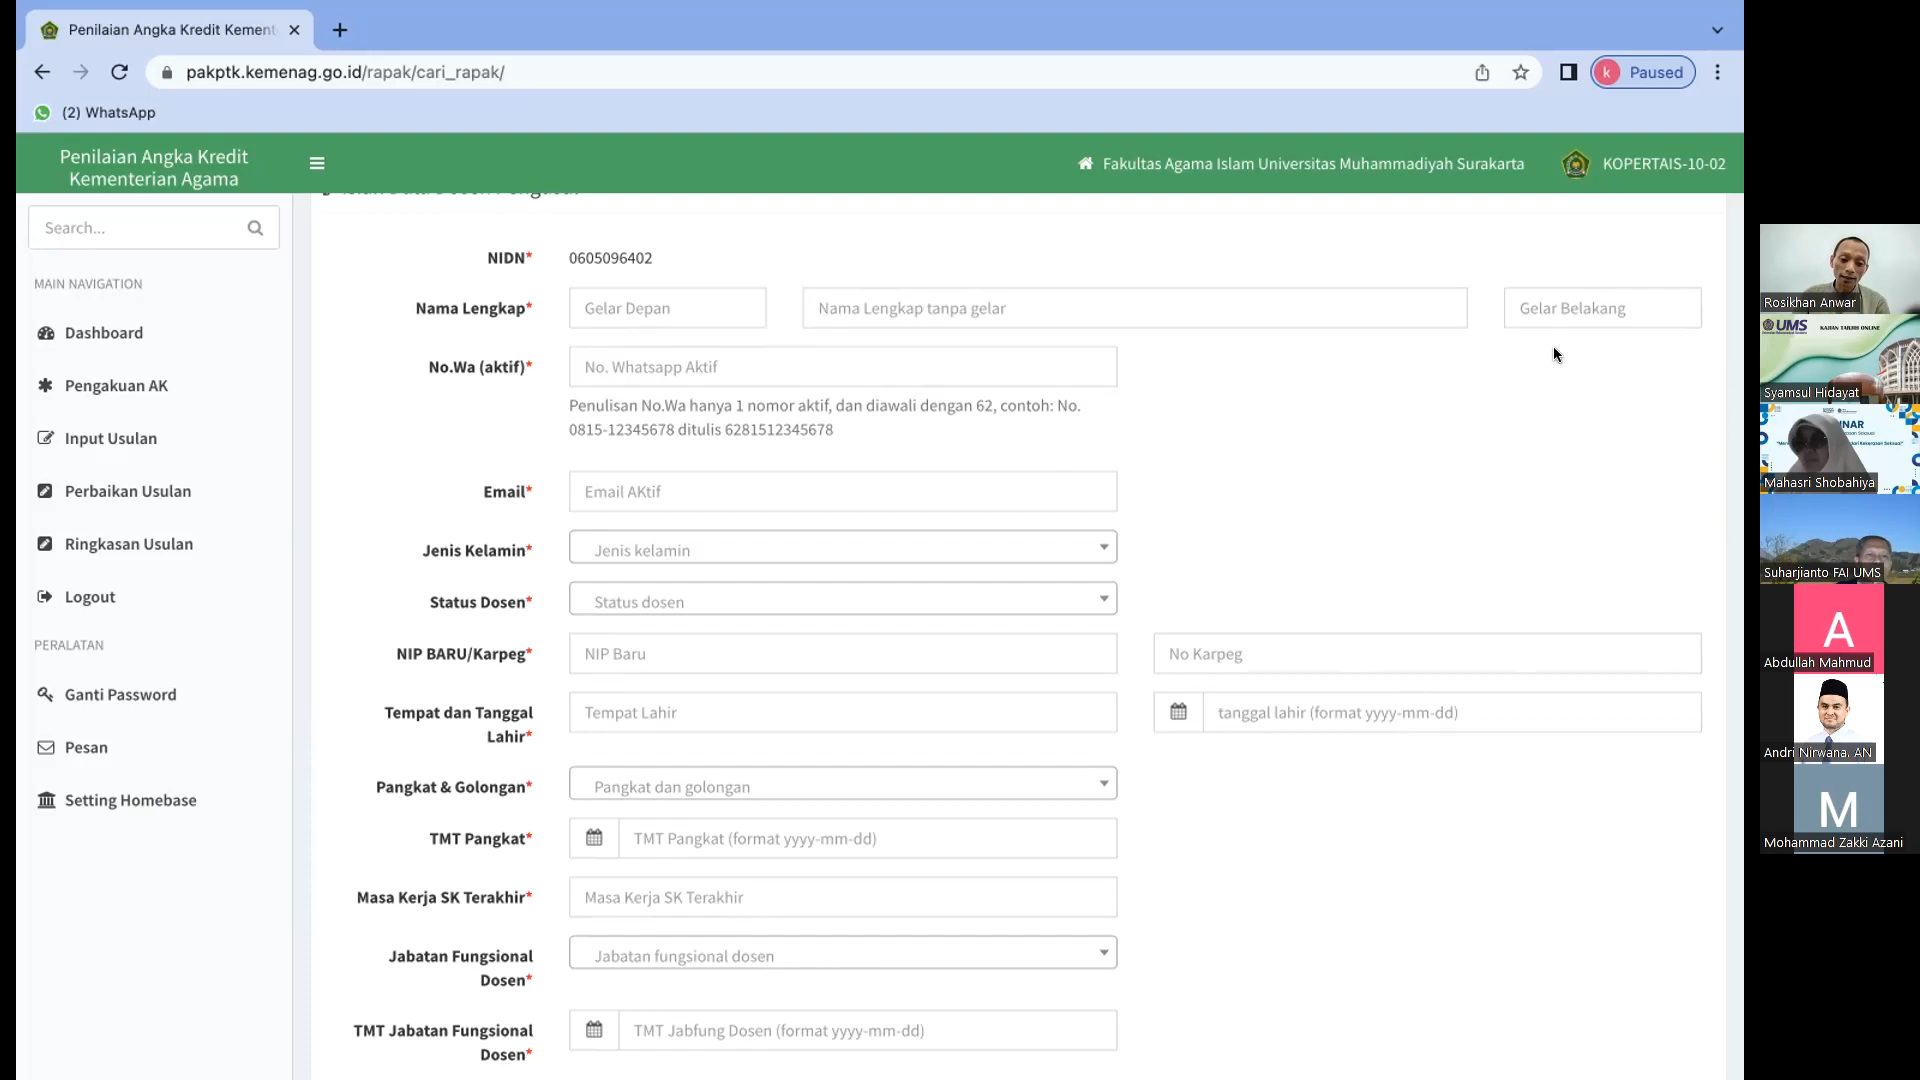 Penilaian Angka Kredit Kement
pakptk.kemenag.go.id/rapak/cari_rapak/
k Paused
(2) WhatsApp
Penilaian Angka Kredit
Kementerian Agama
Fakultas Agama Islam Universitas Muhammadiyah Surakarta
KOPERTAIS-10-02
Search...
MAIN NAVIGATION
Dashboard
Pengakuan AK
Input Usulan
Perbaikan Usulan
Ringkasan Usulan
Logout
PERALATAN
Ganti Password
Pesan
Setting Homebase
NIDN* 0605096402
Nama Lengkap* Gelar Depan Nama Lengkap tanpa gelar Gelar Belakang
No.Wa (aktif)* No. Whatsapp Aktif
Penulisan No.Wa hanya 1 nomor aktif, dan diawali dengan 62, contoh: No.
0815-12345678 ditulis 6281512345678
Email* Email AKtif
Jenis Kelamin* Jenis kelamin
Status Dosen* Status dosen
NIP BARU/Karpeg* NIP Baru No Karpeg
Tempat dan Tanggal
Lahir*
Tempat Lahir tanggal lahir (format yyyy-mm-dd)
Pangkat & Golongan* Pangkat dan golongan
TMT Pangkat* TMT Pangkat (format yyyy-mm-dd)
Masa Kerja SK Terakhir* Masa Kerja SK Terakhir
Jabatan Fungsional
Dosen*
Jabatan fungsional dosen
TMT Jabatan Fungsional
Dosen*
TMT Jabfung Dosen (format yyyy-mm-dd)
Rosikhan Anwar
UMS
KAJIAN TARJIH ONLINE
Syamsul Hidayat
INAR
Mahasri Shobahiya
Suharjianto FAI UMS
A
Abdullah Mahmud
Andri Nirwana. AN
M
Mohammad Zakki Azani